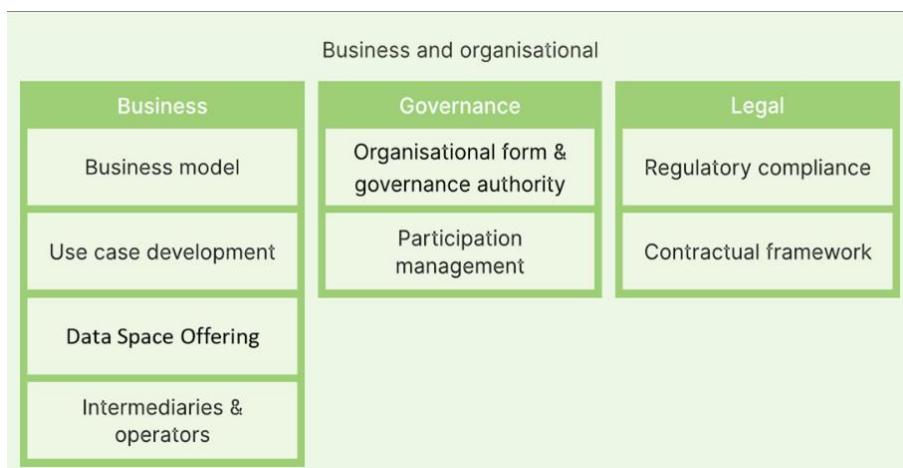 Business and organisational
Business
Business model
Use case development
Data Space Offering
Intermediaries &
operators
Governance
Organisational form &
governance authority
Participation
management
Legal
Regulatory compliance
Contractual framework